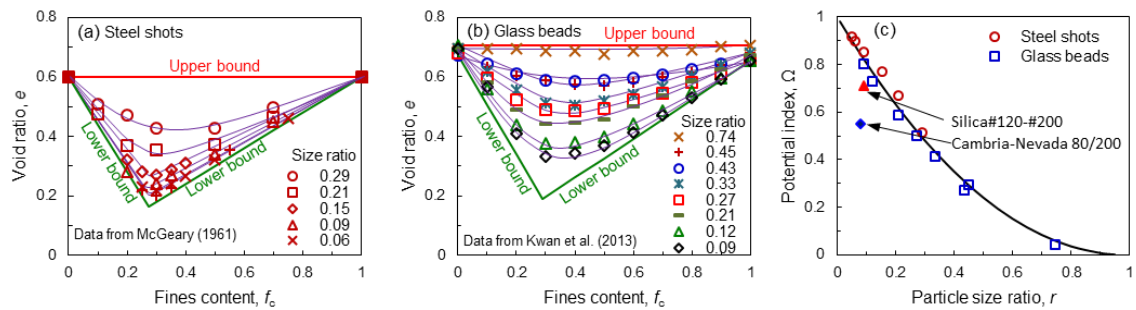 (a) Steel shots
Upper bound
Lower bound
Lower bound
Size ratio
0.29
0.21
0.15
0.09
0.06
Data from McGeary (1961)
0.8
0.6
0.4
0.2
0
0
0.2
0.4
0.6
0.8
1
Void ratio, e
Fines content, fc
(b) Glass beads
Upper bound
Lower bound
Lower bound
Size ratio
0.74
0.45
0.43
0.33
0.27
0.21
0.12
0.09
Data from Kwan et al. (2013)
0.8
0.6
0.4
0.2
0
0
0.2
0.4
0.6
0.8
1
Void ratio, e
Fines content, fc
(c)
Steel shots
Glass beads
Silica#120-#200
Cambria-Nevada 80/200
1
0.8
0.6
0.4
0.2
0
0
0.2
0.4
0.6
0.8
1
Potential index, Ω
Particle size ratio, r